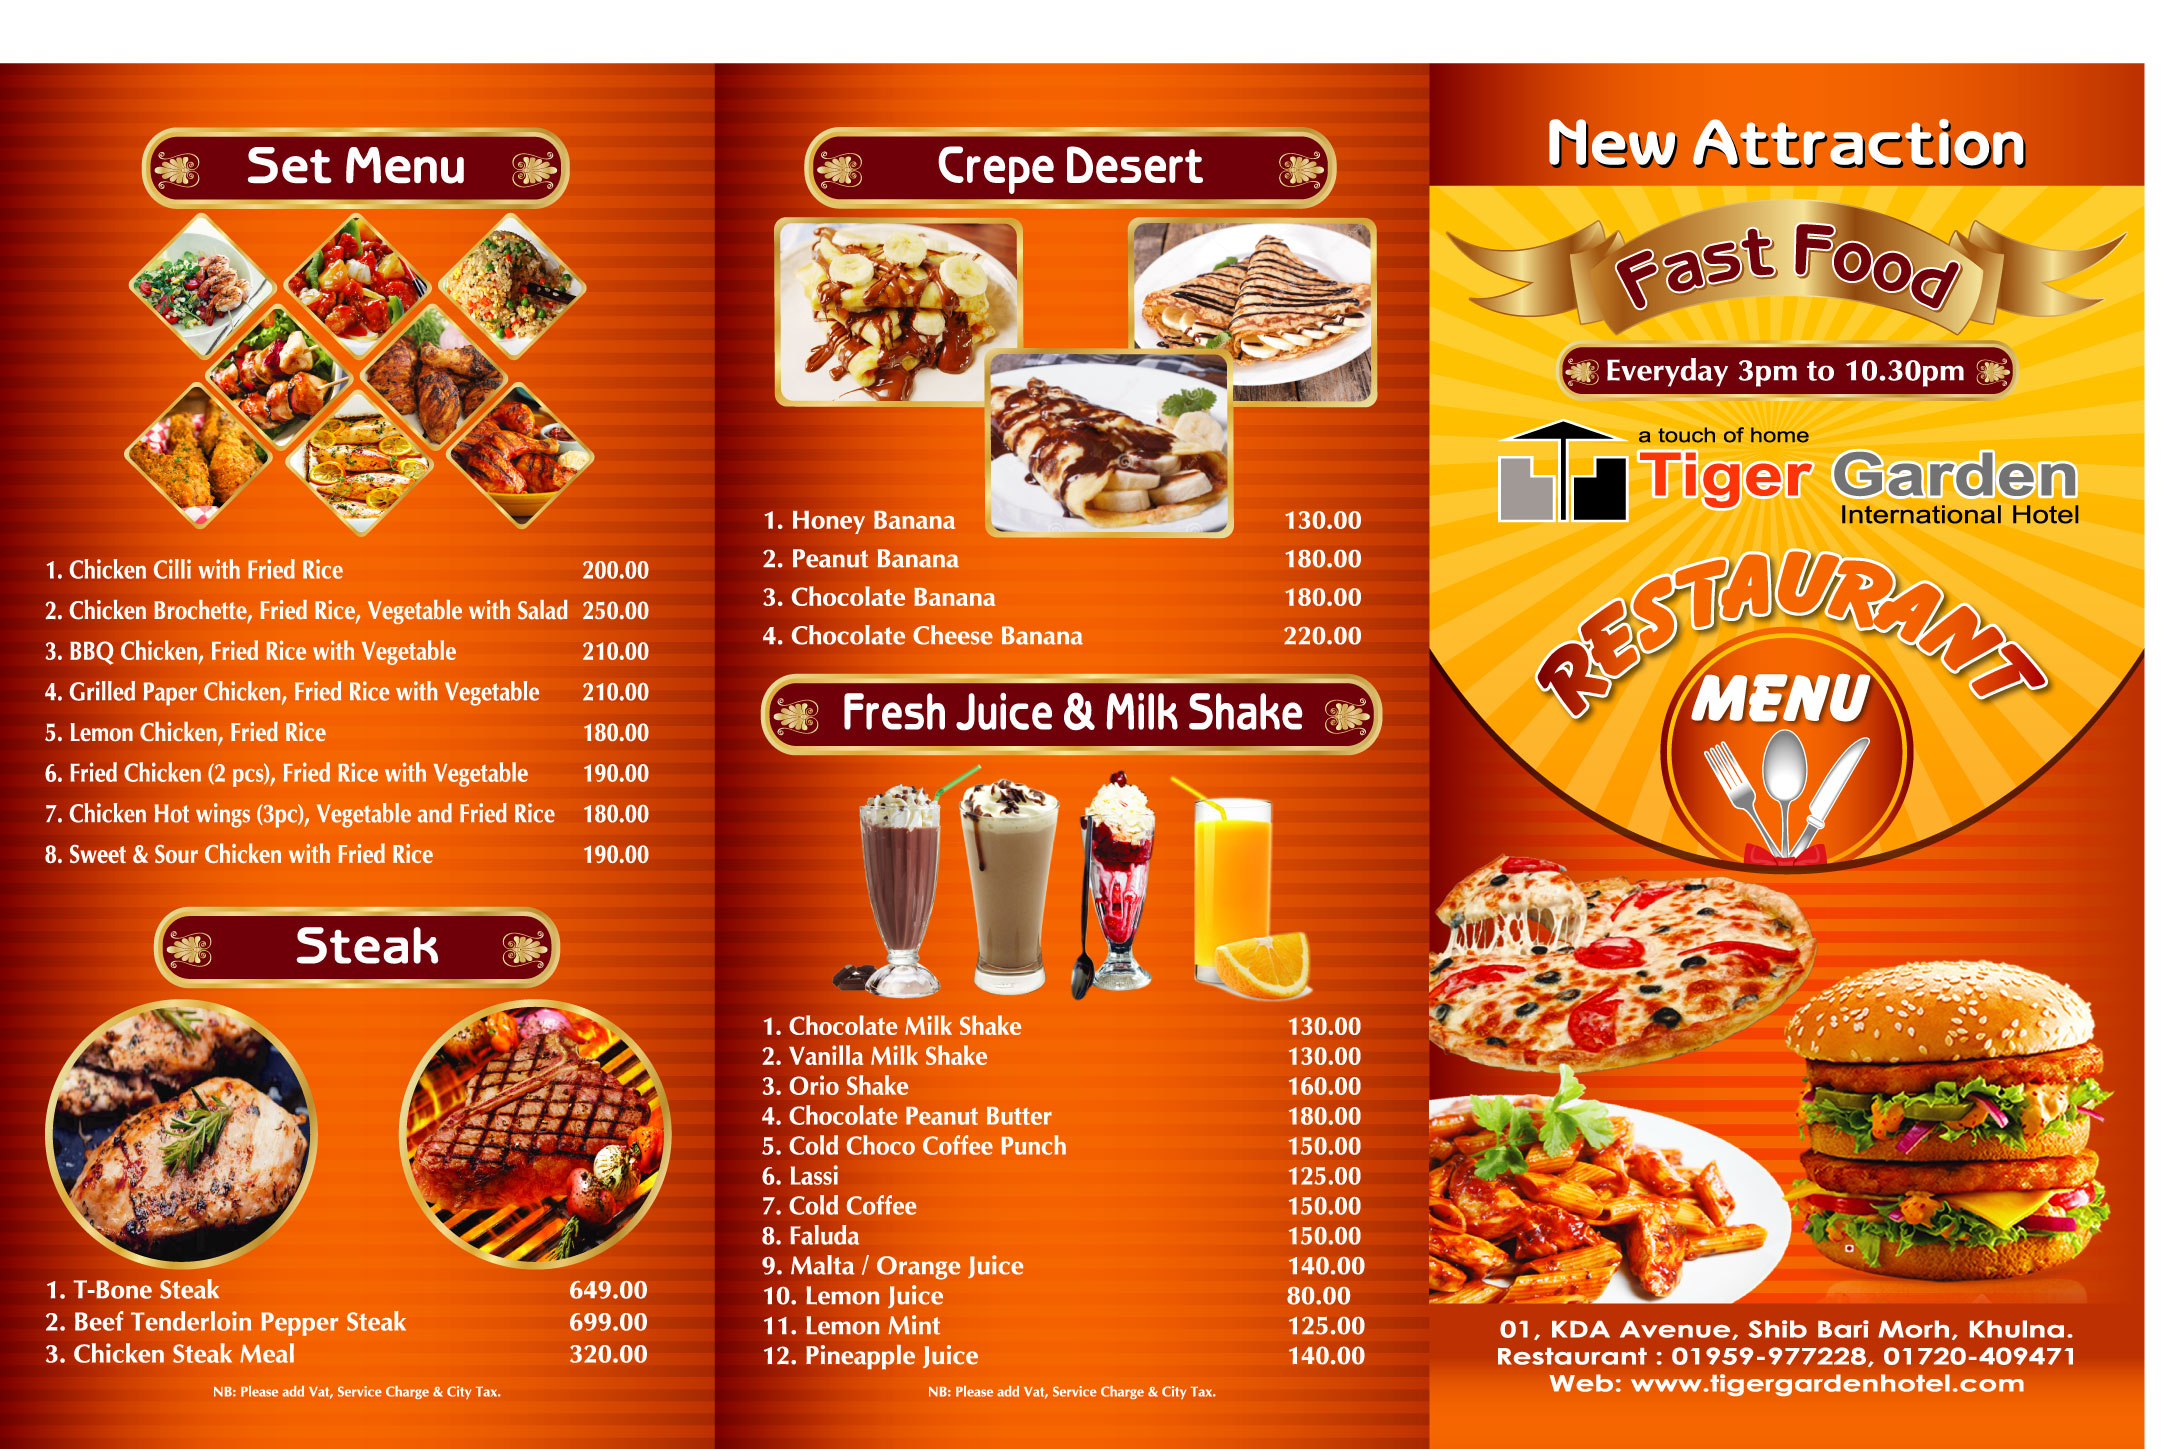 Set Menu
1. Chicken Cilli with Fried Rice 200.00
2. Chicken Brochette, Fried Rice, Vegetable with Salad 250.00
3. BBQ Chicken, Fried Rice with Vegetable 210.00
4. Grilled Paper Chicken, Fried Rice with Vegetable 210.00
5. Lemon Chicken, Fried Rice 180.00
6. Fried Chicken (2 pcs), Fried Rice with Vegetable 190.00
7. Chicken Hot wings (3pc), Vegetable and Fried Rice 180.00
8. Sweet & Sour Chicken with Fried Rice 190.00
Steak
1. T-Bone Steak 649.00
2. Beef Tenderloin Pepper Steak 699.00
3. Chicken Steak Meal 320.00
NB: Please add Vat, Service Charge & City Tax.
Crepe Desert
1. Honey Banana 130.00
2. Peanut Banana 180.00
3. Chocolate Banana 180.00
4. Chocolate Cheese Banana 220.00
Fresh Juice & Milk Shake
1. Chocolate Milk Shake 130.00
2. Vanilla Milk Shake 130.00
3. Orio Shake 160.00
4. Chocolate Peanut Butter 180.00
5. Cold Choco Coffee Punch 150.00
6. Lassi 125.00
7. Cold Coffee 150.00
8. Faluda 150.00
9. Malta / Orange Juice 140.00
10. Lemon Juice 80.00
11. Lemon Mint 125.00
12. Pineapple Juice 140.00
NB: Please add Vat, Service Charge & City Tax.
New Attraction
Fast Food
Everyday 3pm to 10.30pm
a touch of home
Tiger Garden
International Hotel
RESTAURANT
MENU
01, KDA Avenue, Shib Bari Morh, Khulna.
Restaurant : 01959-977228, 01720-409471
Web: www.tigergardenhotel.com